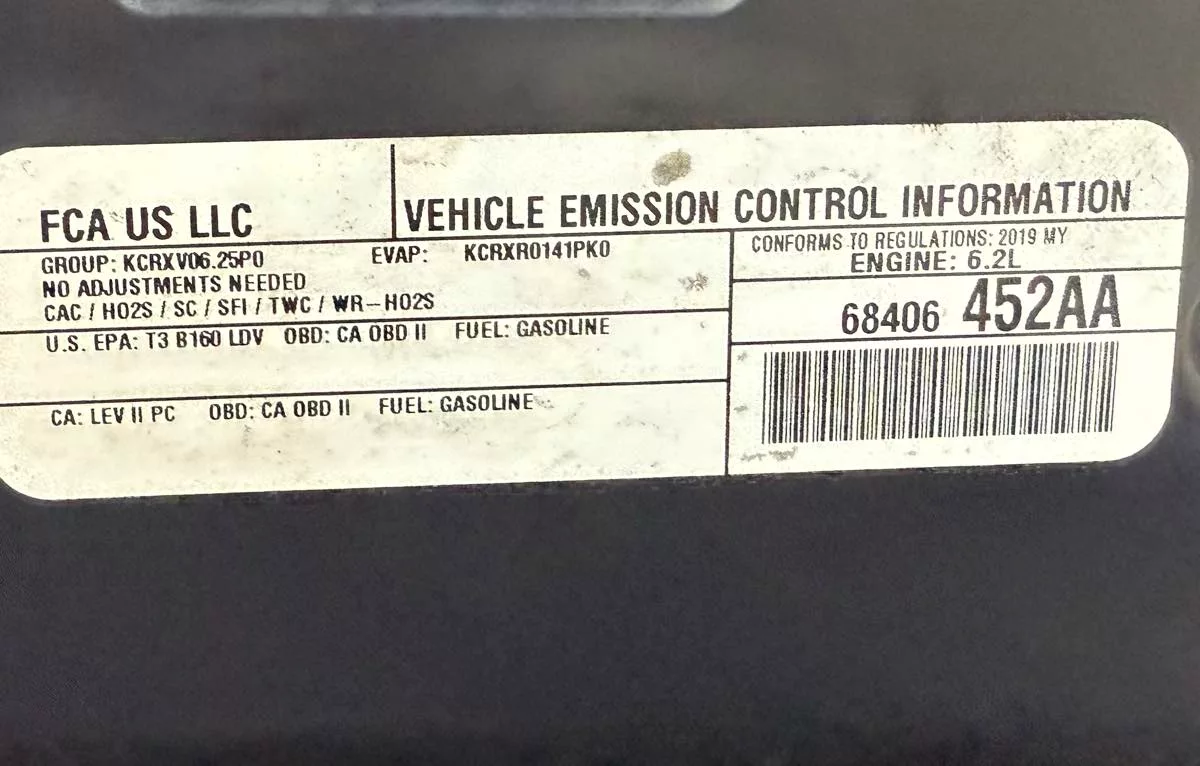 FCA US LLC
VEHICLE EMISSION CONTROL INFORMATION
GROUP: KCRXV06.25P0 EVAP: KCRXR0141PK0
NO ADJUSTMENTS NEEDED
CAC / HO2S / SC / SFI / TWC / WR-HO2S
U.S. EPA: T3 B160 LDV OBD: CA OBD II FUEL: GASOLINE
CA: LEV II PC OBD: CA OBD II FUEL: GASOLINE
CONFORMS TO REGULATIONS: 2019 MY
ENGINE: 6.2L
68406 452AA